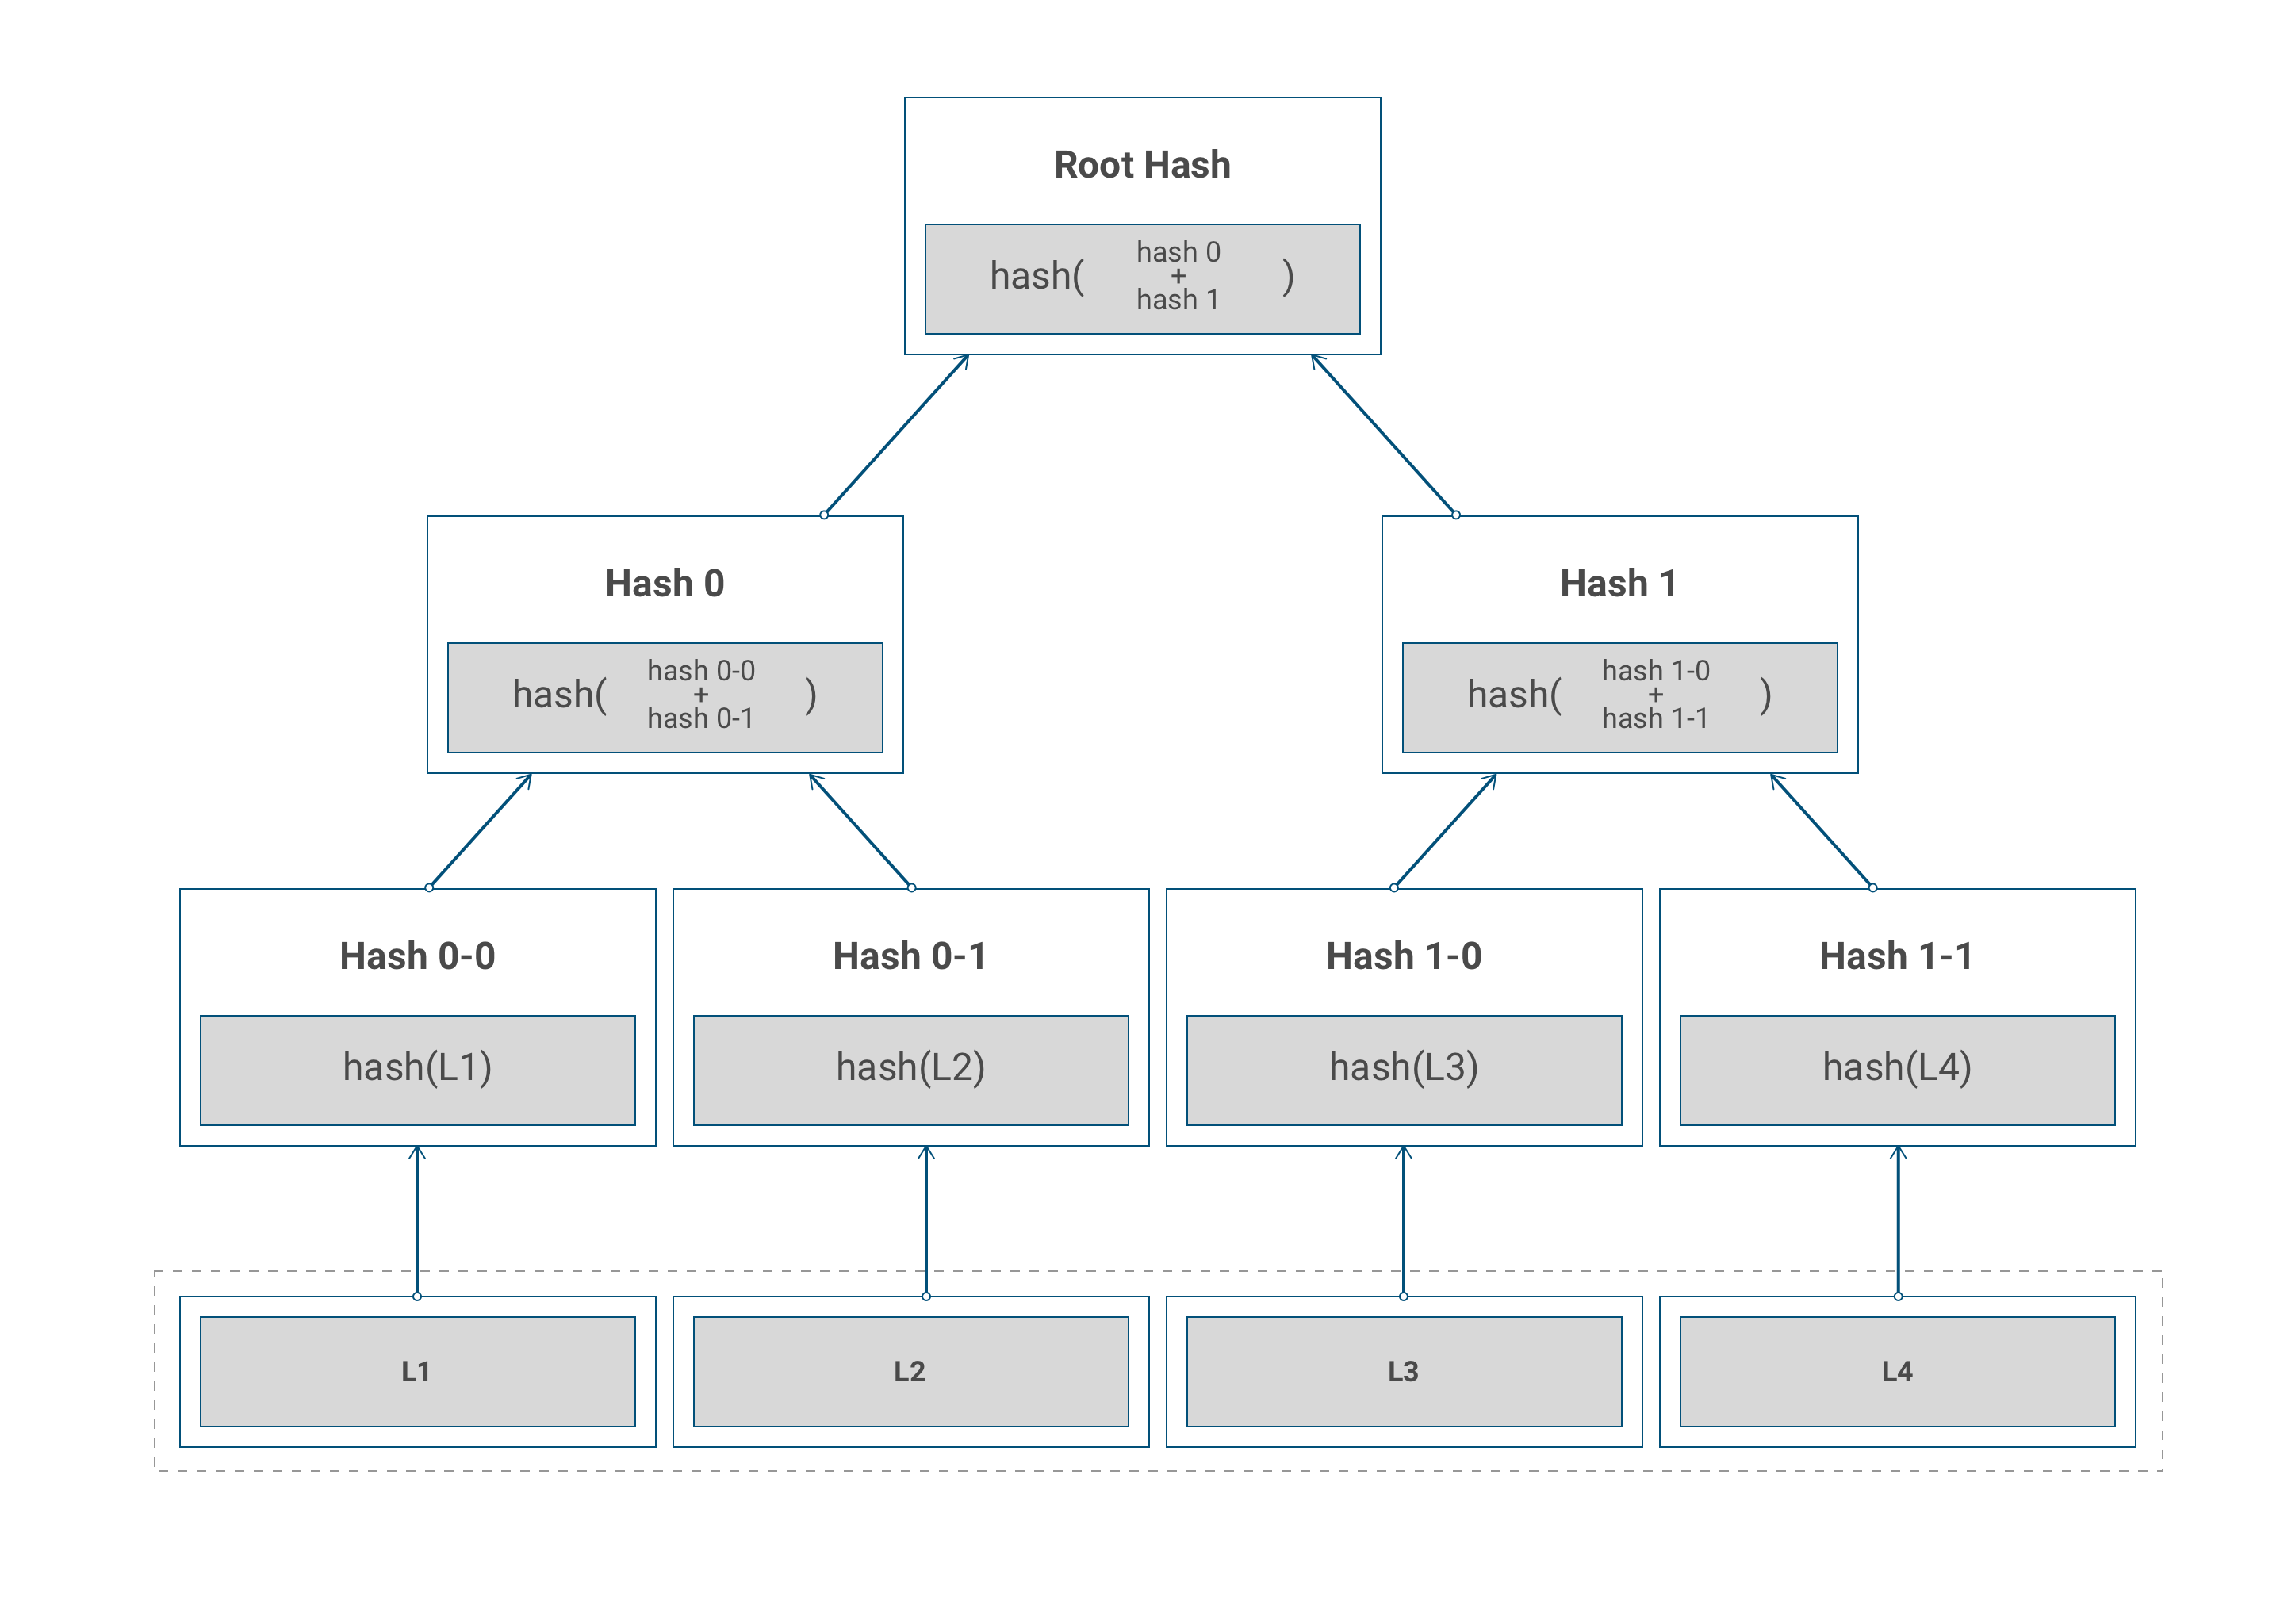 Root Hash
hash(
hash 0
+
hash 1
)
Hash 0
Hash 1
hash(
hash 0-0
+
hash 0-1
)
hash(
hash 1-0
+
hash 1-1
)
Hash 0-0
Hash 0-1
Hash 1-0
Hash 1-1
hash(L1)
hash(L2)
hash(L3)
hash(L4)
L1
L2
L3
L4